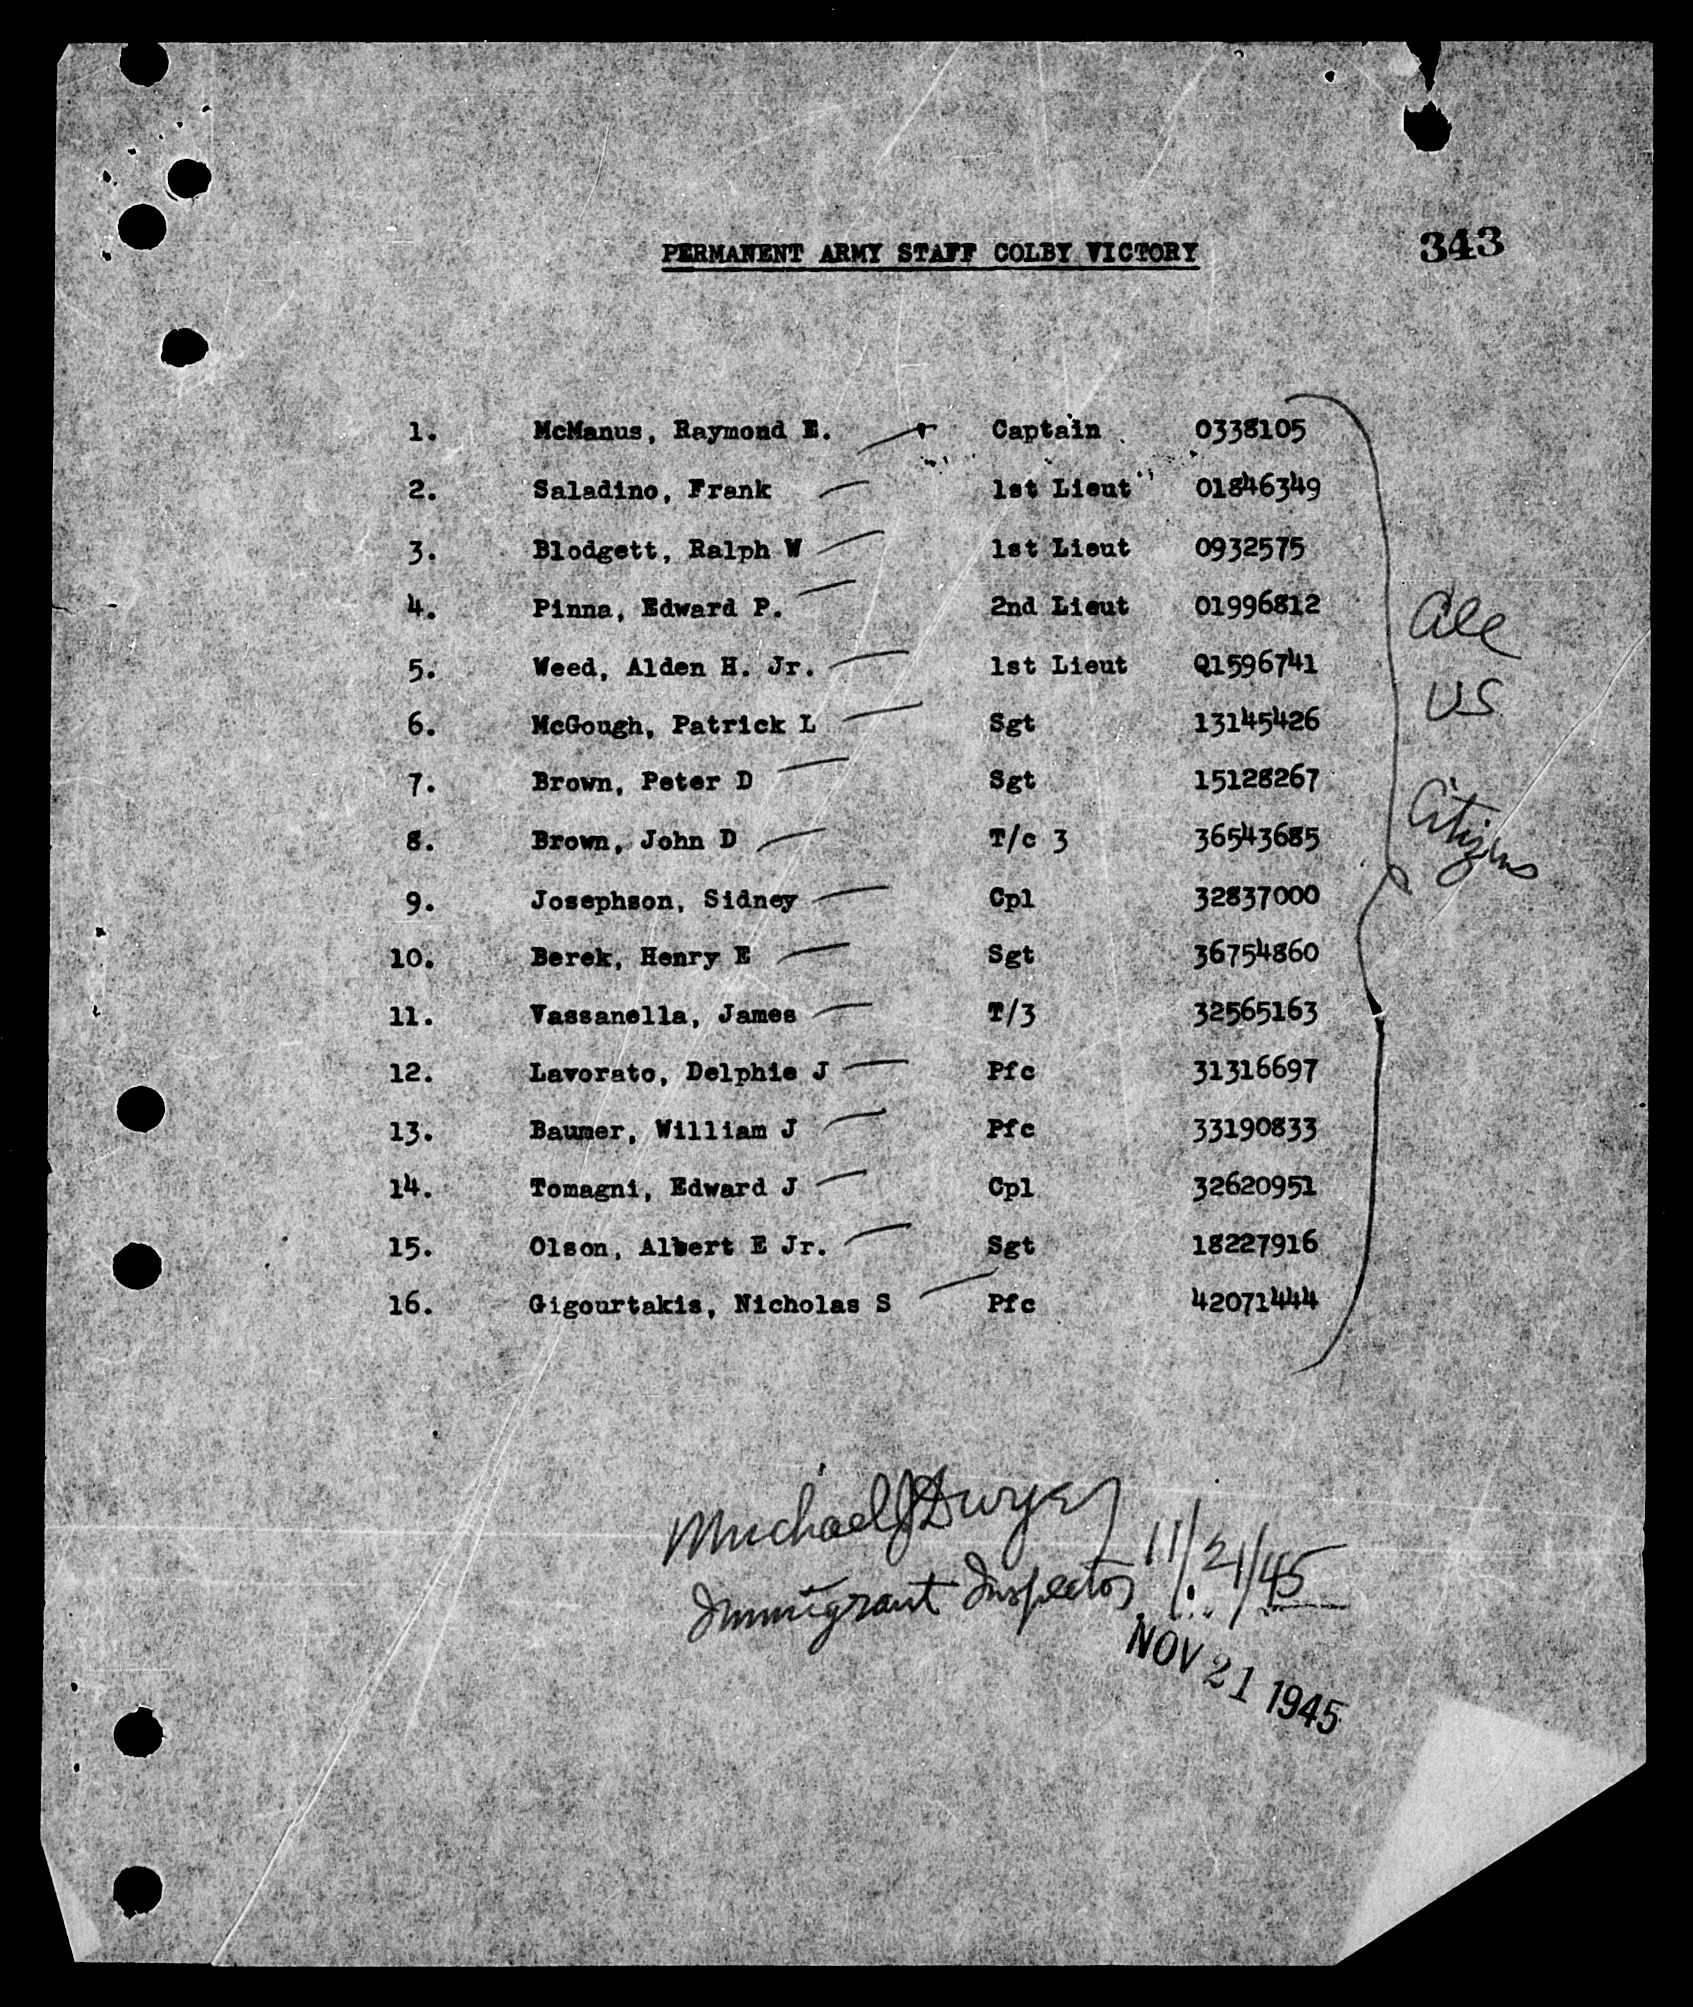 PERMANENT ARMY STAFF COLBY VICTORY 343
1. McManus, Raymond E. Captain 0338105
2. Saladino, Frank 1st Lieut 01846349
3. Blodgett, Ralph W 1st Lieut 0932575
4. Pinna, Edward P. 2nd Lieut 01996812
5. Weed, Alden H. Jr. 1st Lieut Q1596741
6. McGough, Patrick L Sgt 13145426
7. Brown, Peter D Sgt 15128267
8. Brown, John D T/c 3 36543685
9. Josephson, Sidney Cpl 32837000
10. Berek, Henry E Sgt 36754860
11. Vassanella, James T/3 32565163
12. Lavorato, Delphie J Pfc 31316697
13. Baumer, William J Pfc 33190833
14. Tomagni, Edward J Cpl 32620951
15. Olson, Albert E Jr. Sgt 18227916
16. Gigourtakis, Nicholas S Pfc 42071444
All
US
Citizens
Michael J Dwyer
Immigrant Inspector 11/21/45
NOV 21 1945